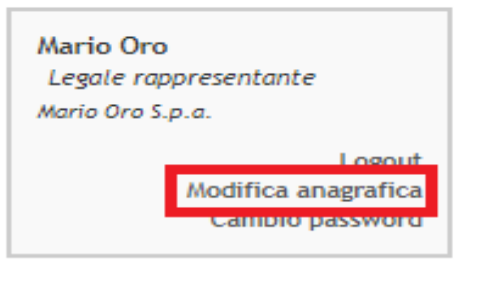 Mario Oro
Legale rappresentante
Mario Oro S.p.a.
Logout
Modifica anagrafica
Cambio password